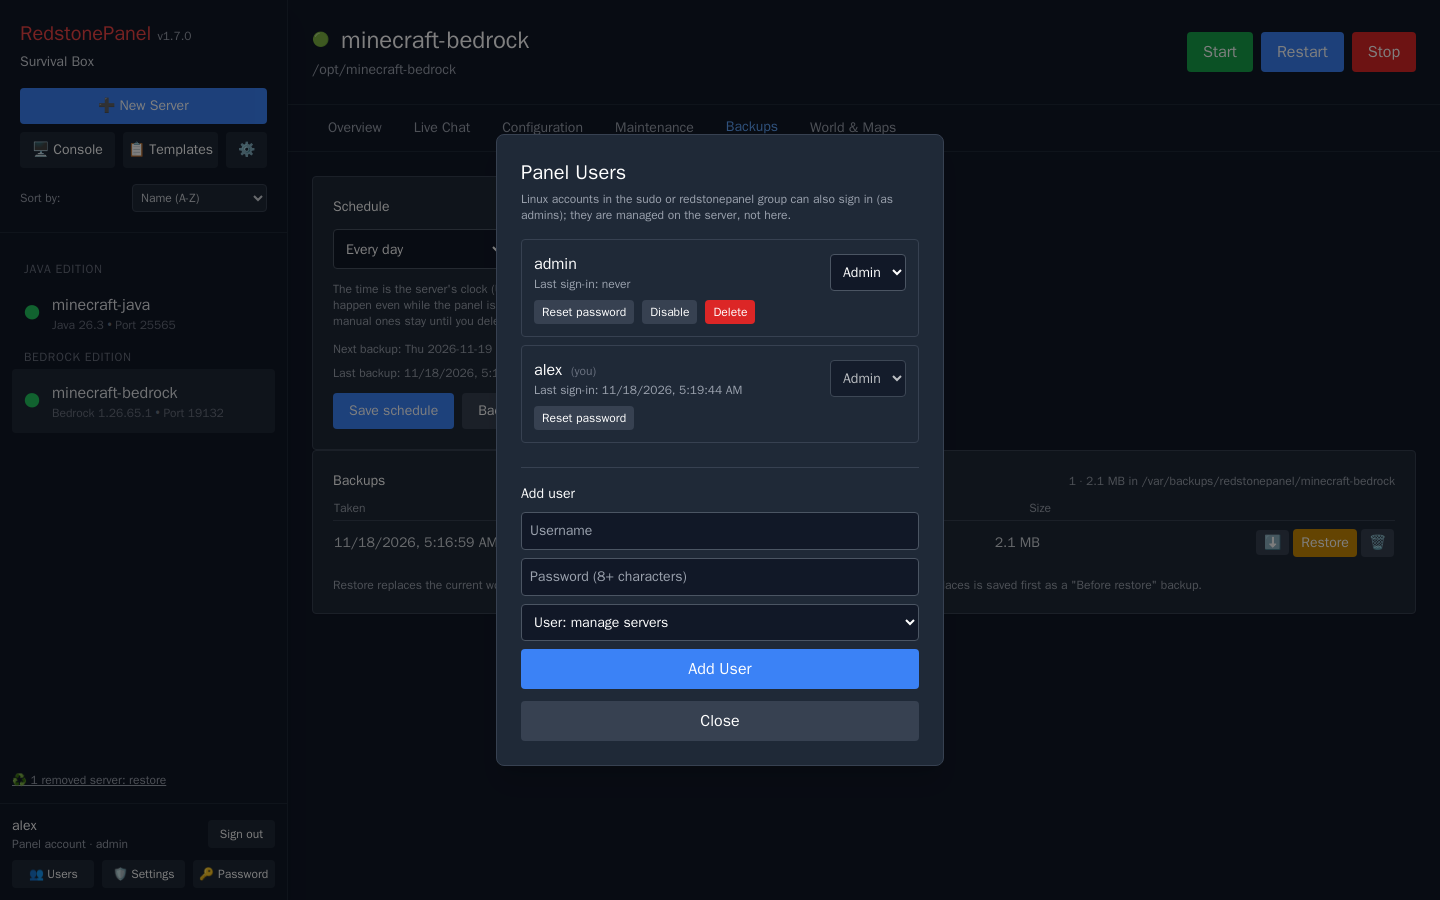 RedstonePanel v1.7.0
Survival Box
➕ New Server
Console
Templates
Sort by:
Name (A-Z)
JAVA EDITION
minecraft-java
Java 26.3 • Port 25565
BEDROCK EDITION
minecraft-bedrock
Bedrock 1.26.65.1 • Port 19132
1 removed server: restore
alex
Panel account · admin
Sign out
Users
Settings
Password
minecraft-bedrock
/opt/minecraft-bedrock
Start
Restart
Stop
Overview
Live Chat
Configuration
Maintenance
Backups
World & Maps
Schedule
Every day
The time is the server's clock
happen even while the panel is
manual ones stay until you
Next backup: Thu 2026-11-19
Last backup: 11/18/2026,
Save schedule
Backups
1 · 2.1 MB in /var/backups/redstonepanel/minecraft-bedrock
Taken
Size
11/18/2026, 5:16:59 AM
2.1 MB
Restore
Restore replaces the current
is saved first as a "Before restore" backup.
Panel Users
Linux accounts in the sudo or redstonepanel group can also sign in (as
admins); they are managed on the server, not here.
admin
Last sign-in: never
Admin
Reset password
Disable
Delete
alex (you)
Last sign-in: 11/18/2026, 5:19:44 AM
Admin
Reset password
Add user
Username
Password (8+ characters)
User: manage servers
Add User
Close